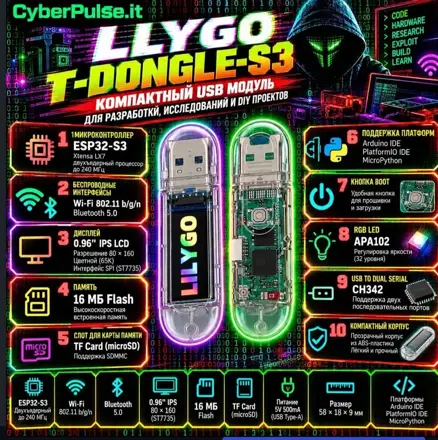 CyberPulse.it
LLYGO
T-DONGLE-S3
КОМПАКТНЫЙ USB МОДУЛЬ
ДЛЯ РАЗРАБОТКИ, ИССЛЕДОВАНИЙ И DIY ПРОЕКТОВ
> CODE
HARDWARE
> RESEARCH
> EXPLOIT
> BUILD
> LEARN
1 МИКРОКОНТРОЛЛЕР
ESP32-S3
Xtensa LX7
двухъядерный процессор
до 240 МГц
2 БЕСПРОВОДНЫЕ
ИНТЕРФЕЙСЫ
Wi-Fi 802.11 b/g/n
Bluetooth 5.0
3 ДИСПЛЕЙ
0.96" IPS LCD
Разрешение 80 × 160
Цветной (65K)
Интерфейс SPI (ST7735)
4 ПАМЯТЬ
16 МБ Flash
Высокоскоростная
встроенная память
5 СЛОТ ДЛЯ КАРТЫ ПАМЯТИ
micro
TF Card (microSD)
Поддержка SDMMC
LILYGO
6 ПОДДЕРЖКА ПЛАТФОРМ
Arduino IDE
PlatformIO IDE
MicroPython
7 КНОПКА BOOT
Удобная кнопка
для прошивки
и загрузки
8 RGB LED
APA102
Регулировка яркости
(32 уровня)
9 USB TO DUAL SERIAL
CH342
Поддержка двух
последовательных
портов
10 КОМПАКТНЫЙ КОРПУС
Прозрачный корпус
из ABS-пластика
Лёгкий и прочный
ESP32-S3
Двухъядерный
до 240 МГц
Wi-Fi
802.11 b/g/n
Bluetooth
5.0
0.96" IPS
80 × 160
ST7735
16 МБ
Flash
TF Card
(microSD)
Питание
5V 500mA
(USB Type-A)
Размер
58 × 18 × 9 мм
Платформы
Arduino IDE
PlatformIO
MicroPython